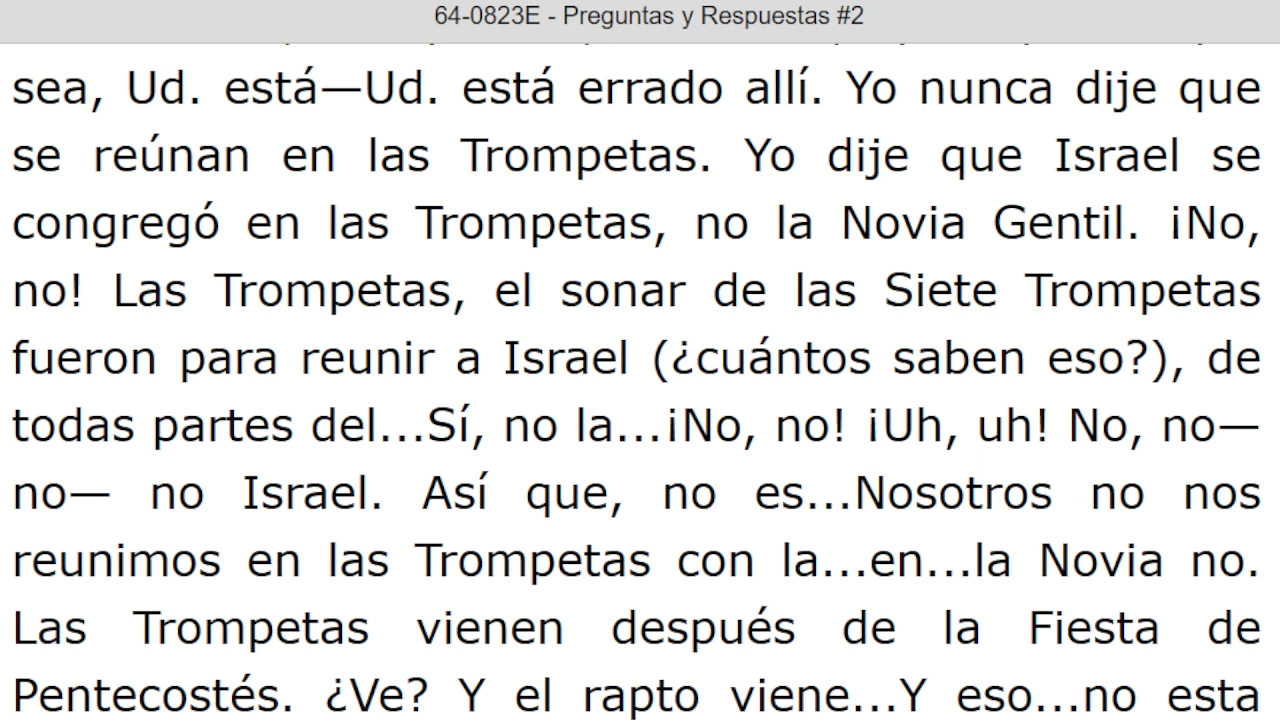 64-0823E - Preguntas y Respuestas #2
sea, Ud. está—Ud. está errado allí. Yo nunca dije que
se reúnan en las Trompetas. Yo dije que Israel se
congregó en las Trompetas, no la Novia Gentil. ¡No,
no! Las Trompetas, el sonar de las Siete Trompetas
fueron para reunir a Israel (¿cuántos saben eso?), de
todas partes del...Sí, no la...¡No, no! ¡Uh, uh! No, no—
no— no Israel. Así que, no es...Nosotros no nos
reunimos en las Trompetas con la...en...la Novia no.
Las Trompetas vienen después de la Fiesta de
Pentecostés. ¿Ve? Y el rapto viene...Y eso...no esta